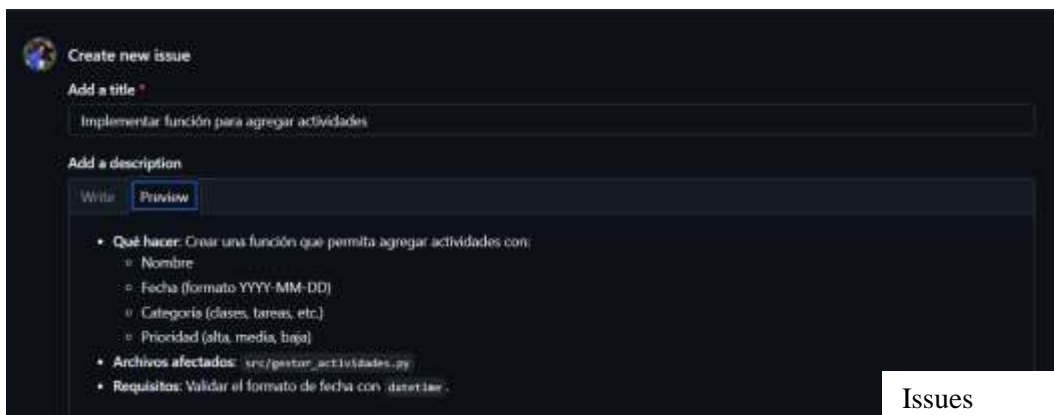 Create new issue
Add a title *
Implementar función para agregar actividades
Add a description
Write Preview
Qué hacer: Crear una función que permita agregar actividades con:
Nombre
Fecha (formato YYYY-MM-DD)
Categoría (clases, tareas, etc.)
Prioridad (alta, media, baja)
Archivos afectados: src/gestor_actividades.py
Requisitos: Validar el formato de fecha con datetime.
Issues